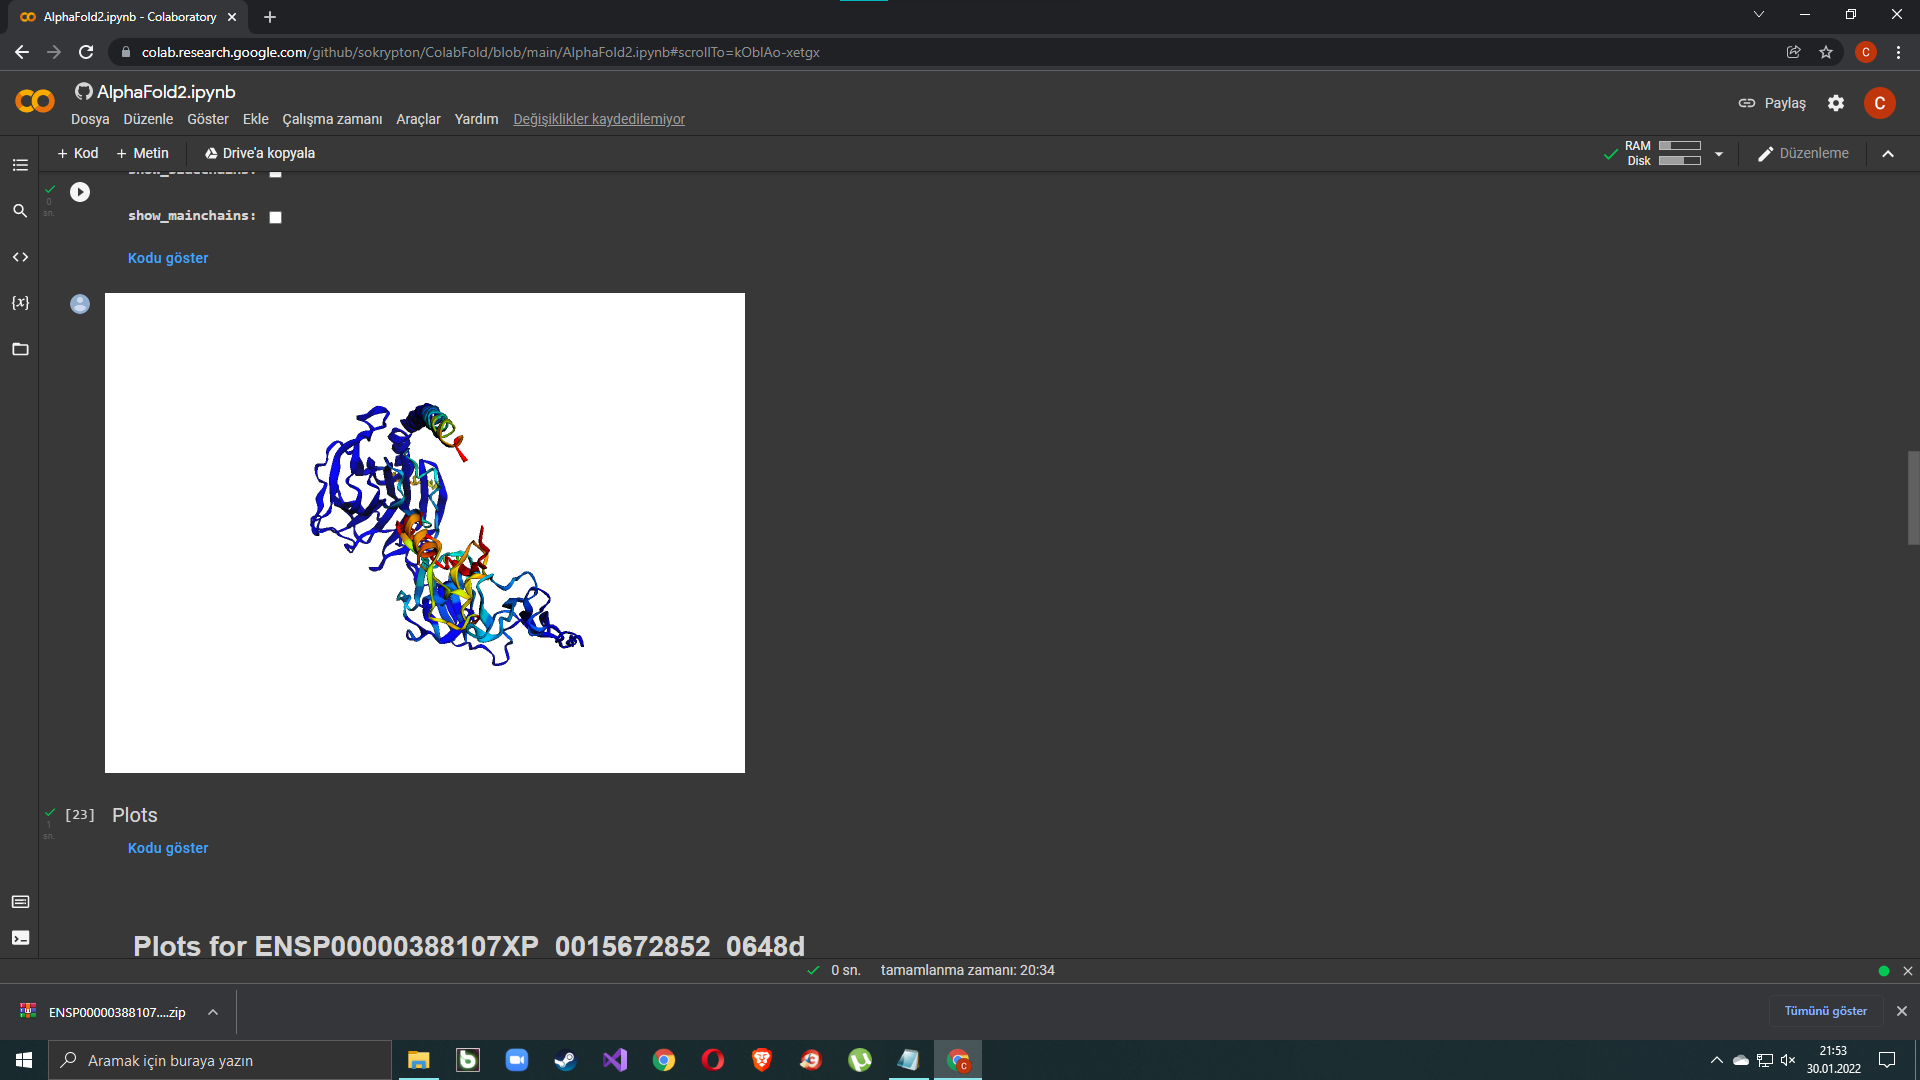 AlphaFold2.ipynb - Colaboratory
colab.research.google.com/github/sokrypton/ColabFold/blob/main/AlphaFold2.ipynb#scrollTo=kOblAo-xetgx
C
AlphaFold2.ipynb
Paylaş
C
Dosya Düzenle Göster Ekle Çalışma zamanı Araçlar Yardım Değişiklikler kaydedilemiyor
+ Kod + Metin Drive'a kopyala
RAM
Disk
Düzenleme
0
sn.
show_mainchains:
Kodu göster
{x}
[23] Plots
1
sn.
Kodu göster
Plots for ENSP00000388107XP_0015672852_0648d
0 sn. tamamlanma zamanı: 20:34
ENSP00000388107....zip
Tümünü göster
Aramak için buraya yazın
21:53
30.01.2022